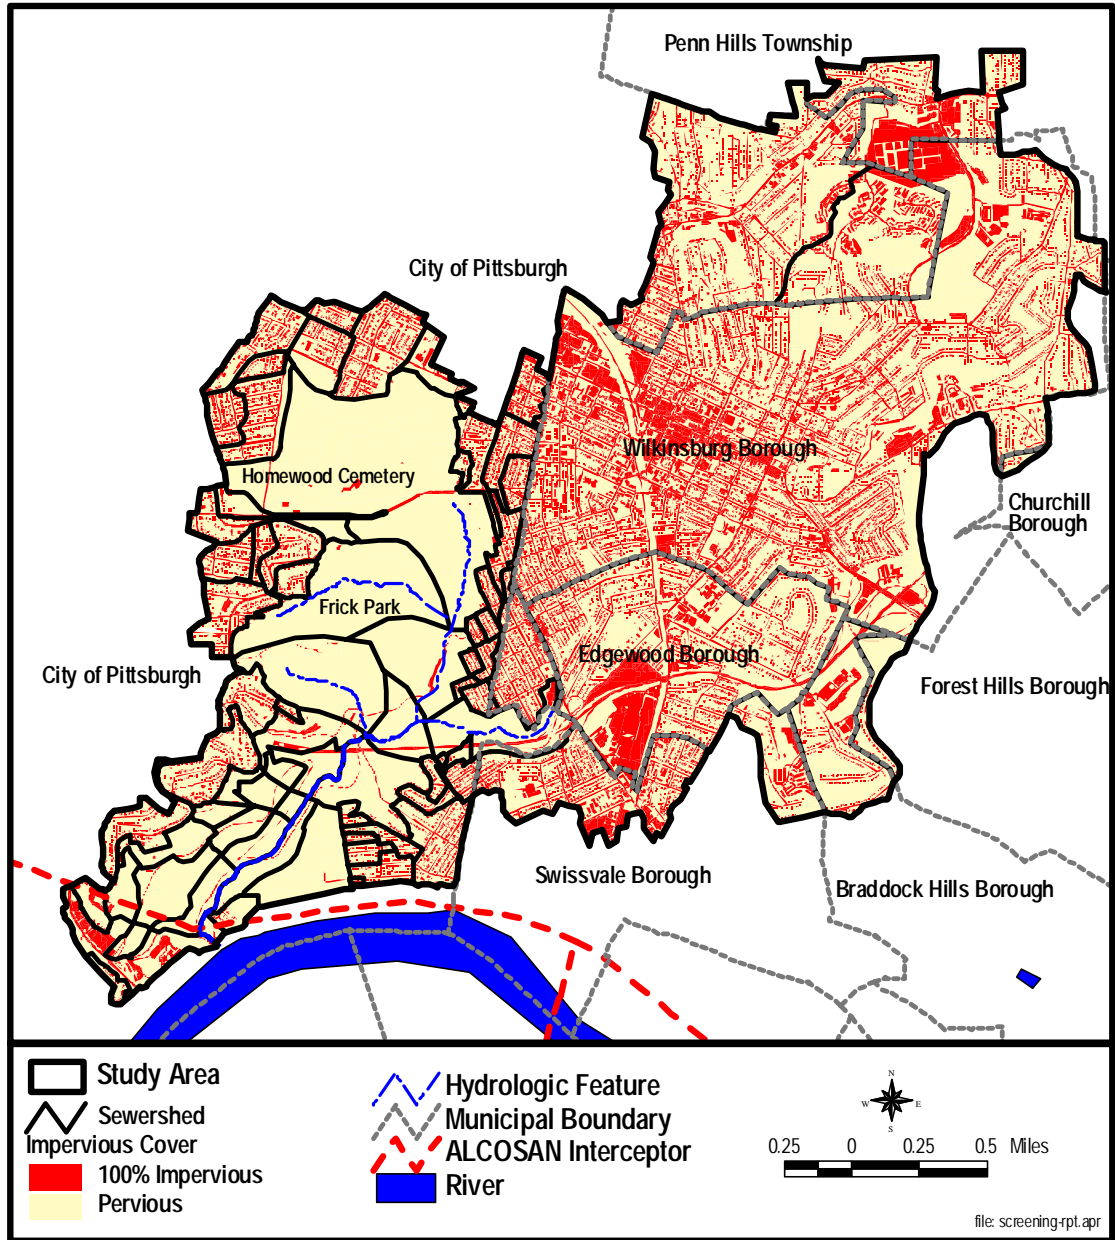 Penn Hills Township
City of Pittsburgh
Wilkinsburg Borough
Homewood Cemetery
Churchill
Borough
Frick Park
Edgewood Borough
City of Pittsburgh
Forest Hills Borough
Swissvale Borough
Braddock Hills Borough
Study Area
Sewershed
Impervious Cover
100% Impervious
Pervious
Hydrologic Feature
Municipal Boundary
ALCOSAN Interceptor
River
N
W E
S
0.25 0 0.25 0.5 Miles
file: screening-rpt.apr